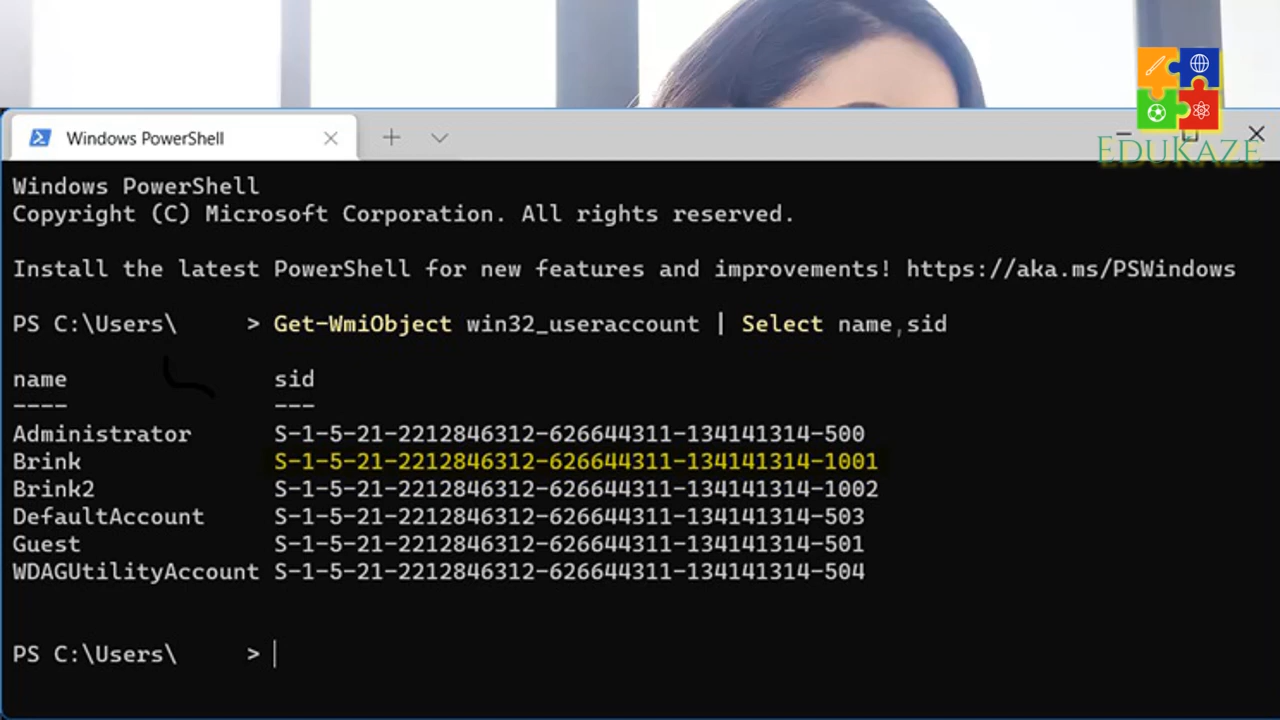 EDUKAZE
Windows PowerShell
Windows PowerShell
Copyright (C) Microsoft Corporation. All rights reserved.
Install the latest PowerShell for new features and improvements! https://aka.ms/PSWindows
PS C:\Users\ > Get-WmiObject win32_useraccount | Select name,sid
name sid
---- ---
Administrator S-1-5-21-2212846312-626644311-134141314-500
Brink S-1-5-21-2212846312-626644311-134141314-1001
Brink2 S-1-5-21-2212846312-626644311-134141314-1002
DefaultAccount S-1-5-21-2212846312-626644311-134141314-503
Guest S-1-5-21-2212846312-626644311-134141314-501
WDAGUtilityAccount S-1-5-21-2212846312-626644311-134141314-504
PS C:\Users\ >